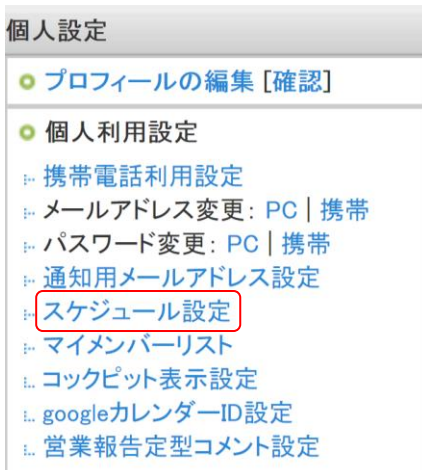 個人設定
プロフィールの編集 [確認]
個人利用設定
携帯電話利用設定
メールアドレス変更: PC | 携帯
パスワード変更: PC | 携帯
通知用メールアドレス設定
スケジュール設定
マイメンバーリスト
コックピット表示設定
googleカレンダーID設定
営業報告定型コメント設定